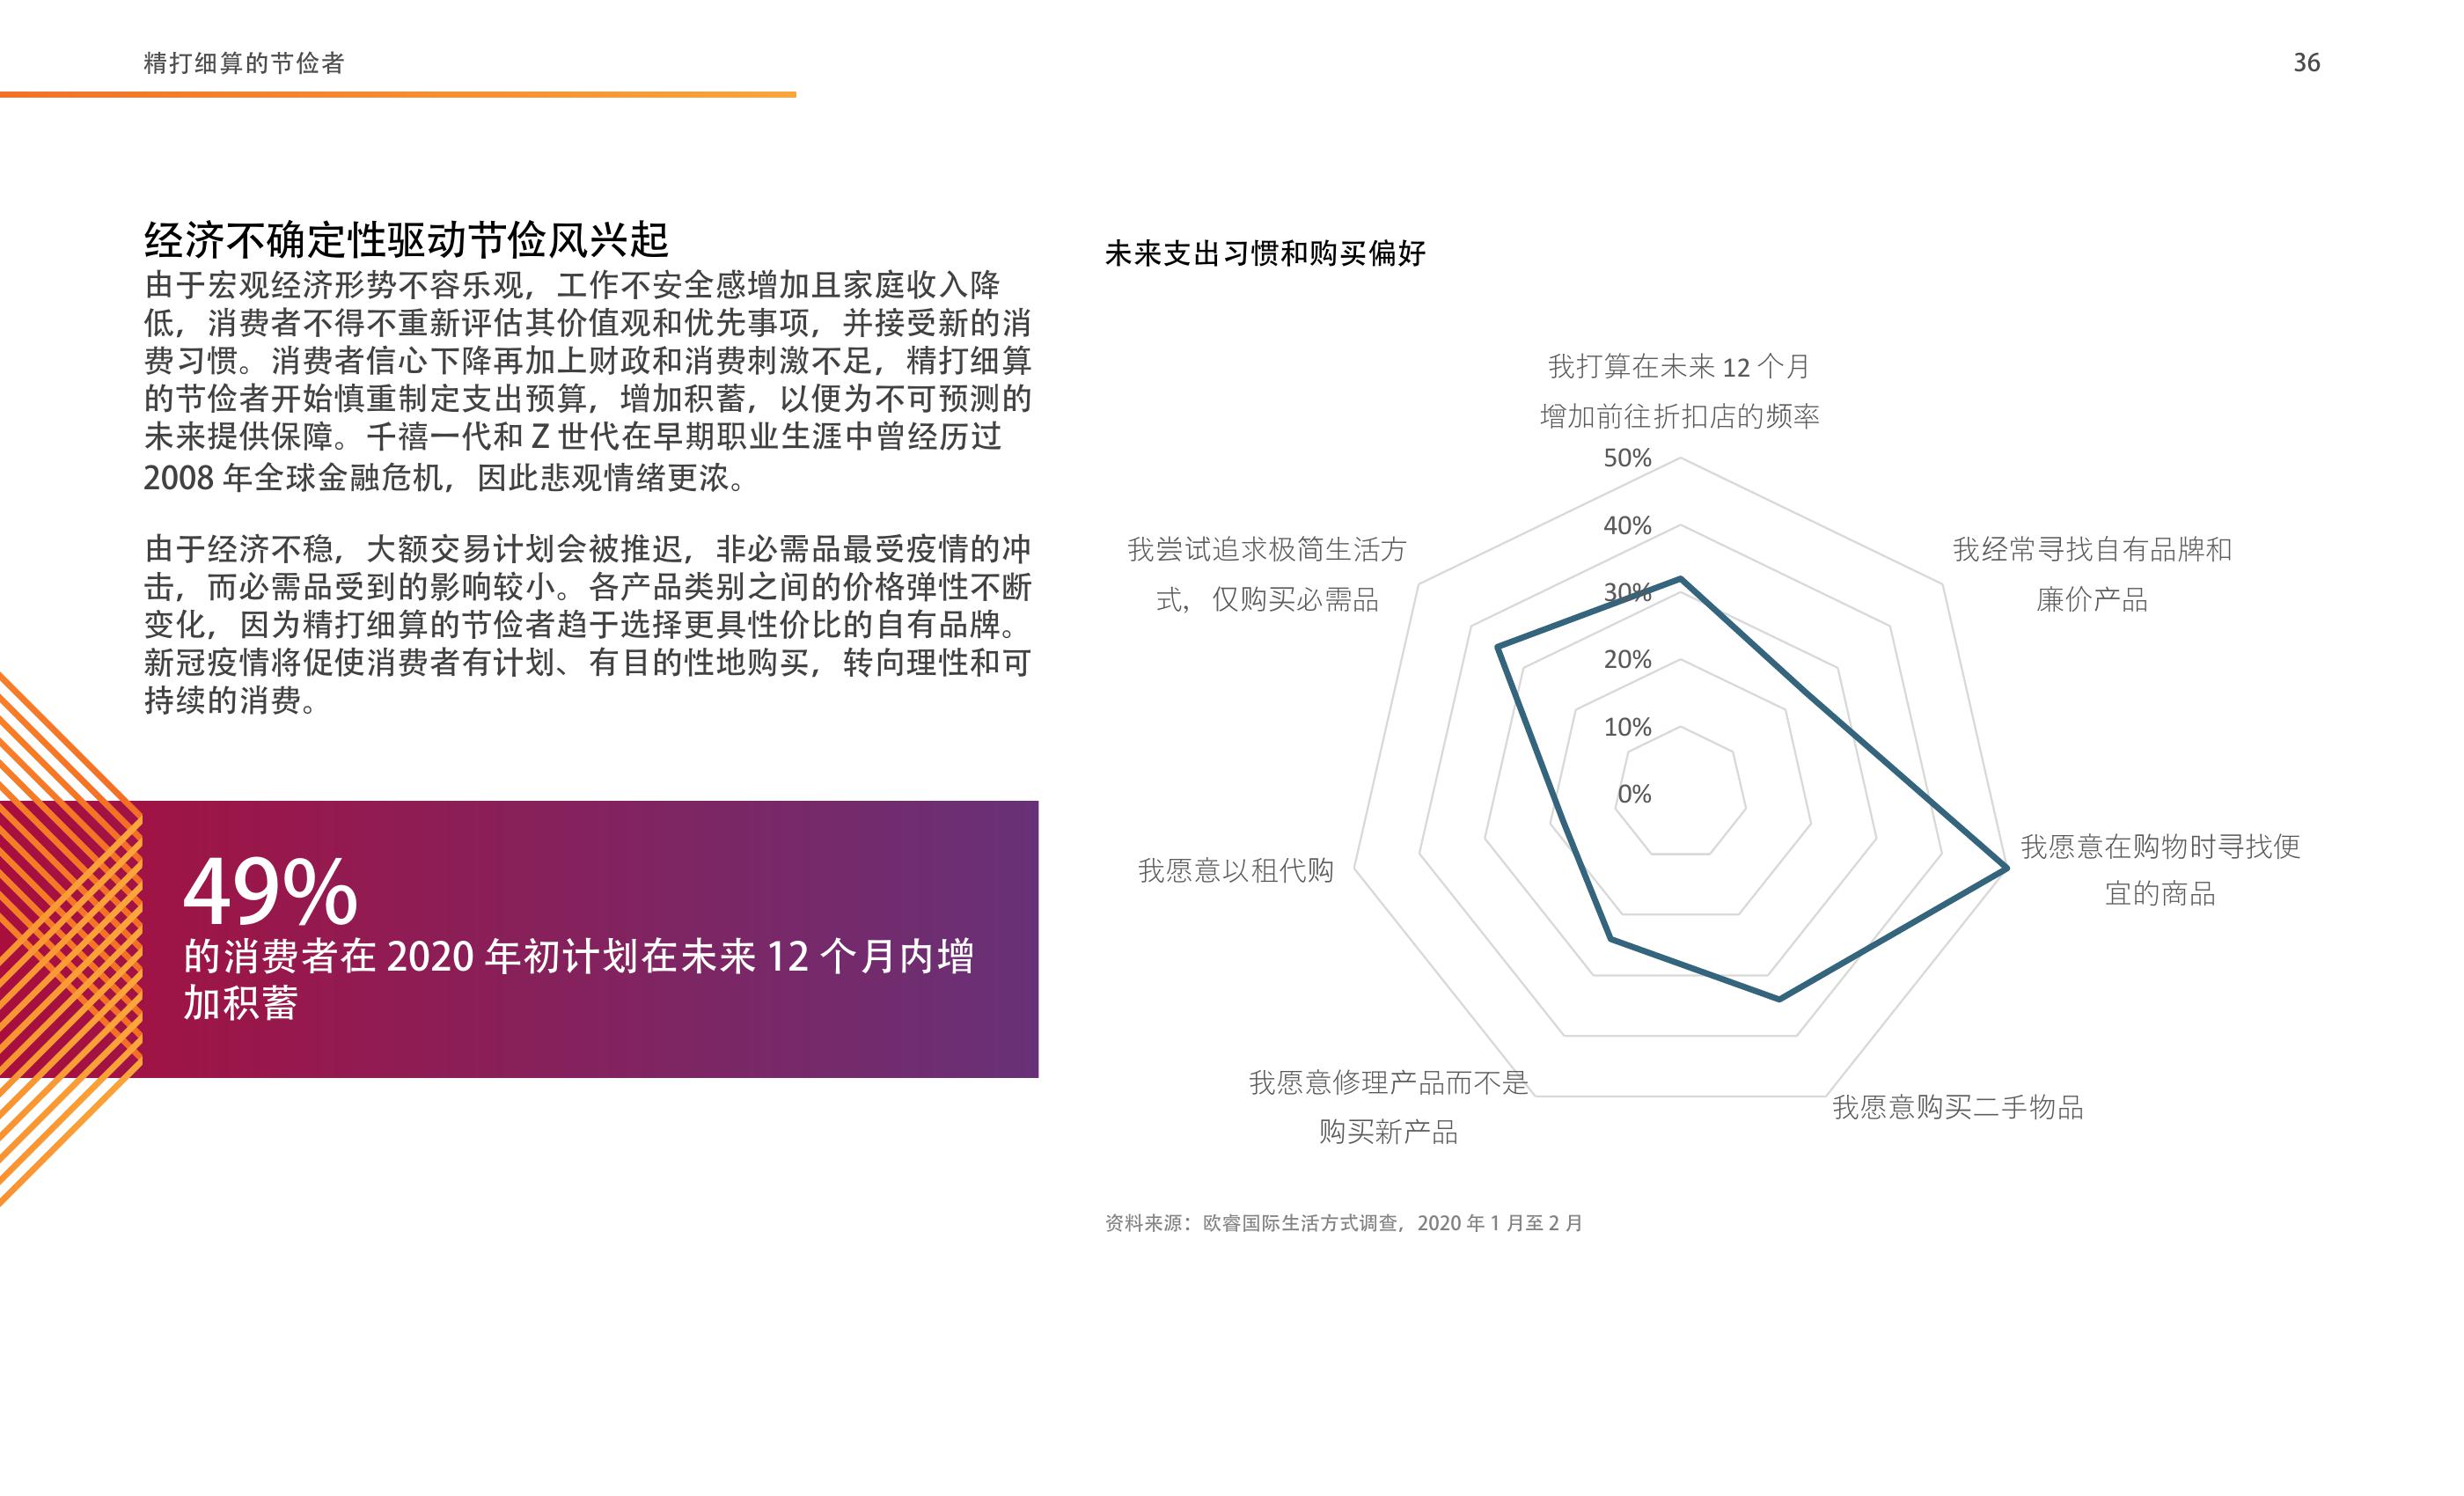 精打细算的节俭者
36
经济不确定性驱动节俭风兴起
由于宏观经济形势不容乐观，工作不安全感增加且家庭收入降
低，消费者不得不重新评估其价值观和优先事项，并接受新的消
费习惯。消费者信心下降再加上财政和消费刺激不足，精打细算
的节俭者开始慎重制定支出预算，增加积蓄，以便为不可预测的
未来提供保障。千禧一代和 Z 世代在早期职业生涯中曾经历过
2008 年全球金融危机，因此悲观情绪更浓。
由于经济不稳，大额交易计划会被推迟，非必需品最受疫情的冲
击，而必需品受到的影响较小。各产品类别之间的价格弹性不断
变化，因为精打细算的节俭者趋于选择更具性价比的自有品牌。
新冠疫情将促使消费者有计划、有目的性地购买，转向理性和可
持续的消费。
49%
的消费者在 2020 年初计划在未来 12 个月内增
加积蓄
未来支出习惯和购买偏好
我打算在未来 12 个月
增加前往折扣店的频率
50%
40%
30%
20%
10%
0%
我经常寻找自有品牌和
廉价产品
我愿意在购物时寻找便
宜的商品
我愿意购买二手物品
我愿意修理产品而不是
购买新产品
我愿意以租代购
我尝试追求极简生活方
式，仅购买必需品
资料来源：欧睿国际生活方式调查，2020 年 1 月至 2 月